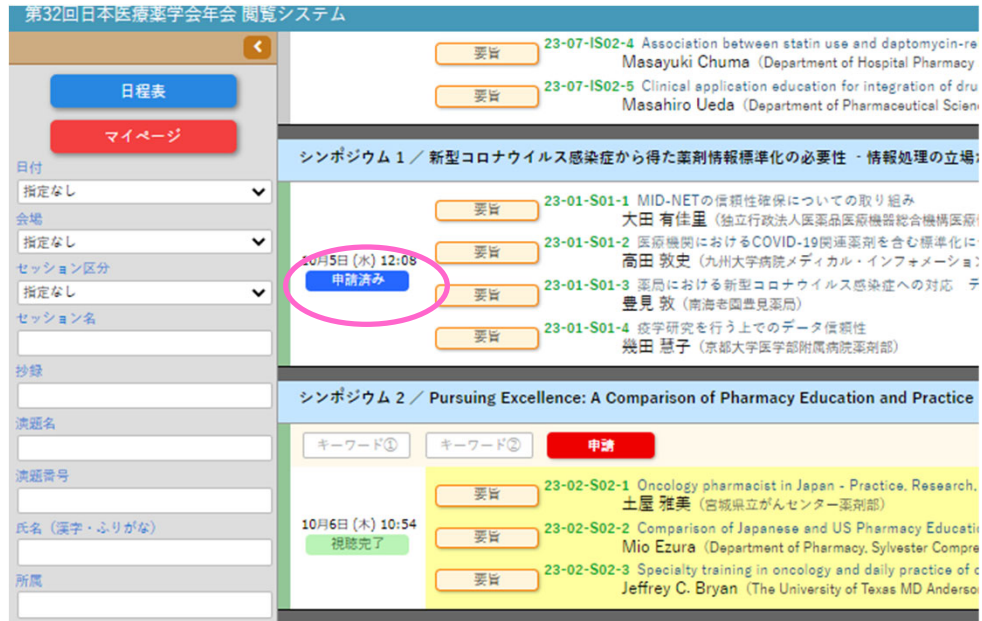 第32回日本医療薬学会年会 閲覧システム
日程表
マイページ
日付
指定なし
会場
指定なし
セッション区分
指定なし
セッション名
抄録
演題名
演題番号
氏名（漢字・ふりがな）
所属
要旨 23-07-IS02-4 Association between statin use and daptomycin-re
Masayuki Chuma（Department of Hospital Pharmacy
要旨 23-07-IS02-5 Clinical application education for integration of dru
Masahiro Ueda（Department of Pharmaceutical Scien
シンポジウム 1 ／ 新型コロナウイルス感染症から得た薬剤情報標準化の必要性 - 情報処理の立場
10月5日 (水) 12:08
申請済み
要旨 23-01-S01-1 MID-NETの信頼性確保についての取り組み
大田 有佳里（独立行政法人医薬品医療機器総合機構医療
要旨 23-01-S01-2 医療機関におけるCOVID-19関連薬剤を含む標準化に
高田 敦史（九州大学病院メディカル・インフォメーショ
要旨 23-01-S01-3 薬局における新型コロナウイルス感染症への対応 デ
豊見 敦（南海老園豊見薬局）
要旨 23-01-S01-4 疫学研究を行う上でのデータ信頼性
幾田 慧子（京都大学医学部附属病院薬剤部）
シンポジウム 2 ／ Pursuing Excellence: A Comparison of Pharmacy Education and Practice
キーワード① キーワード② 申請
10月6日 (木) 10:54
視聴完了
要旨 23-02-S02-1 Oncology pharmacist in Japan - Practice, Research,
土屋 雅美（宮城県立がんセンター薬剤部）
要旨 23-02-S02-2 Comparison of Japanese and US Pharmacy Educati
Mio Ezura（Department of Pharmacy, Sylvester Compre
要旨 23-02-S02-3 Specialty training in oncology and daily practice of
Jeffrey C. Bryan（The University of Texas MD Anderso